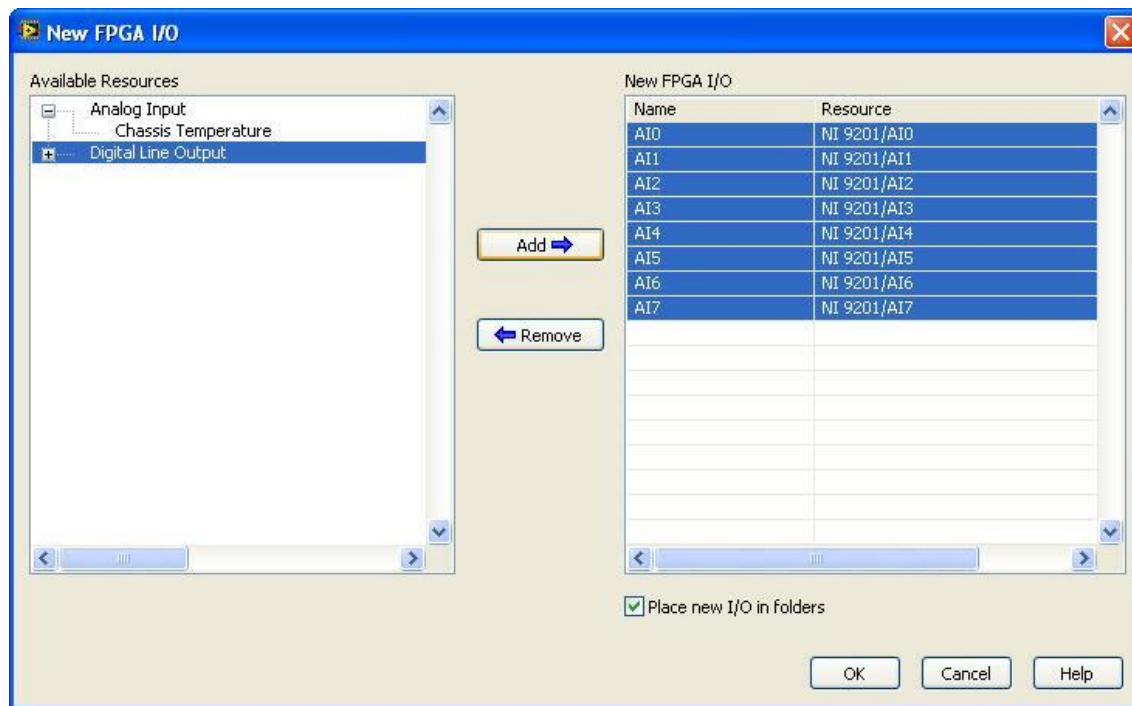 New FPGA I/O
Available Resources
Analog Input
Chassis Temperature
Digital Line Output
Add
Remove
New FPGA I/O
Name Resource
AI0 NI 9201/AI0
AI1 NI 9201/AI1
AI2 NI 9201/AI2
AI3 NI 9201/AI3
AI4 NI 9201/AI4
AI5 NI 9201/AI5
AI6 NI 9201/AI6
AI7 NI 9201/AI7
Place new I/O in folders
OK Cancel Help